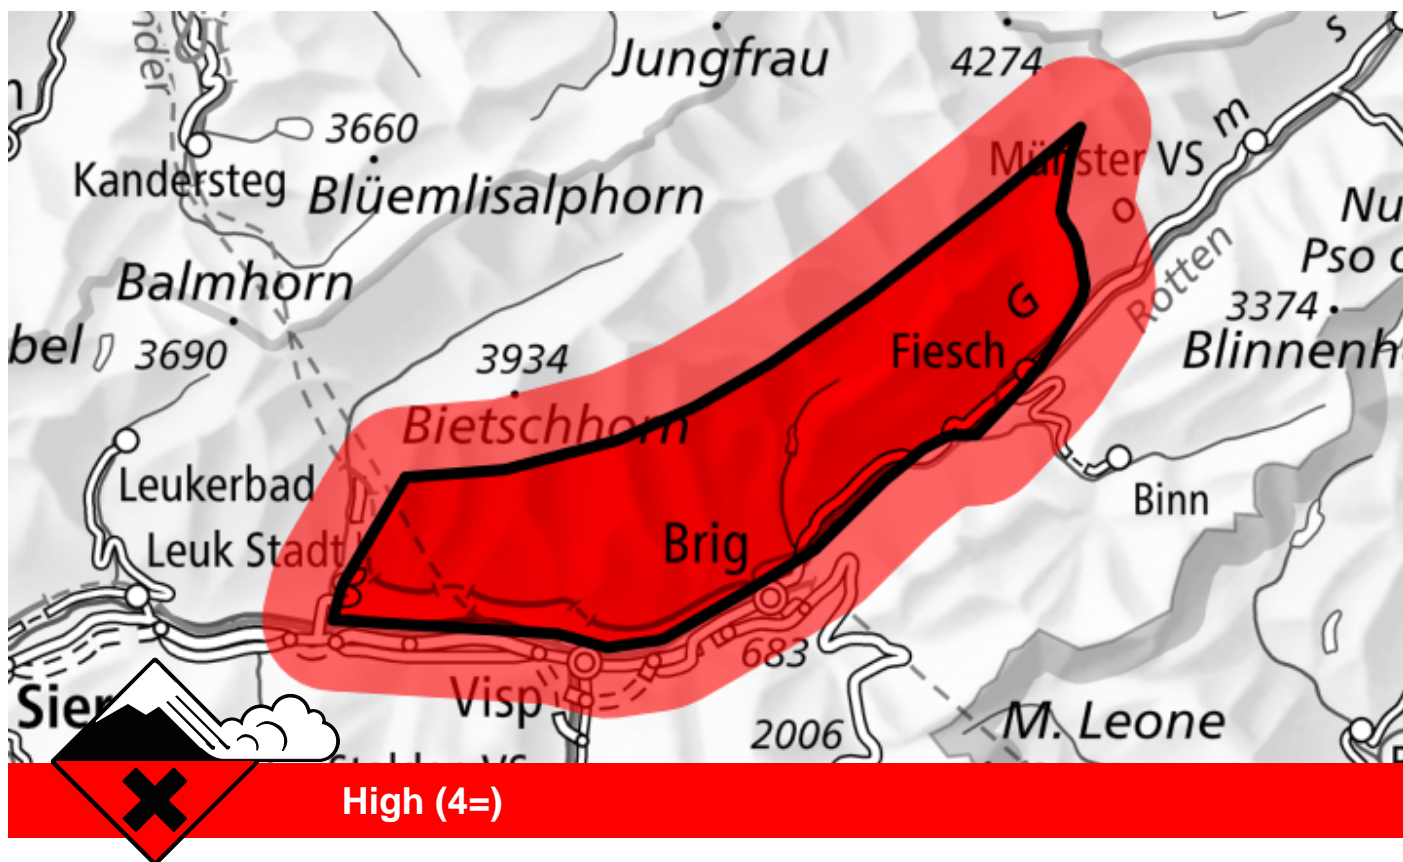 Jungfrau
4274
s
m
3660
Münster VS
Kandersteg
Blüemlisalphorn
o
Rotten
Balmhorn
G
3374
bel
3690
3934
Fiesch
Bietschhorn
Leukerbad
Binn
Leuk Stadt
Brig
683
Visp
M. Leone
2006
High (4=)